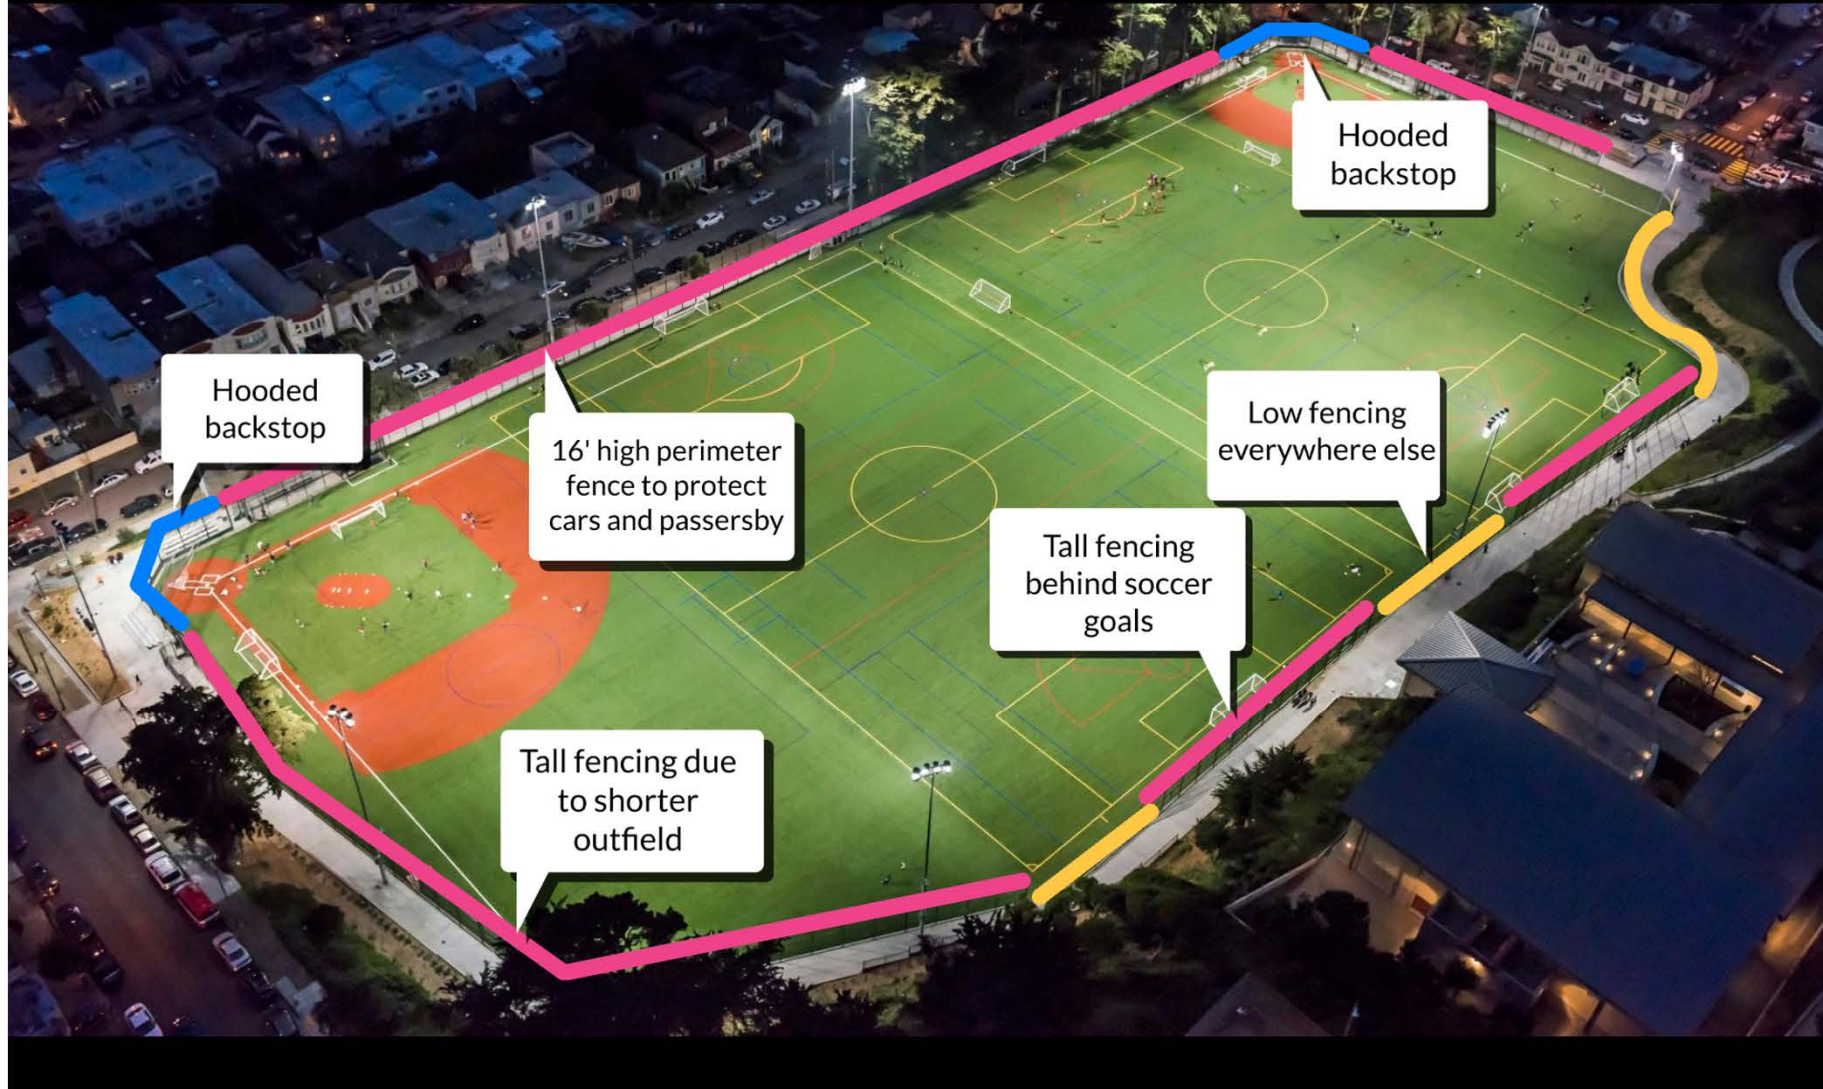 Hooded
backstop
Hooded
backstop
16' high perimeter
fence to protect
cars and passersby
Low fencing
everywhere else
Tall fencing
behind soccer
goals
Tall fencing due
to shorter
outfield